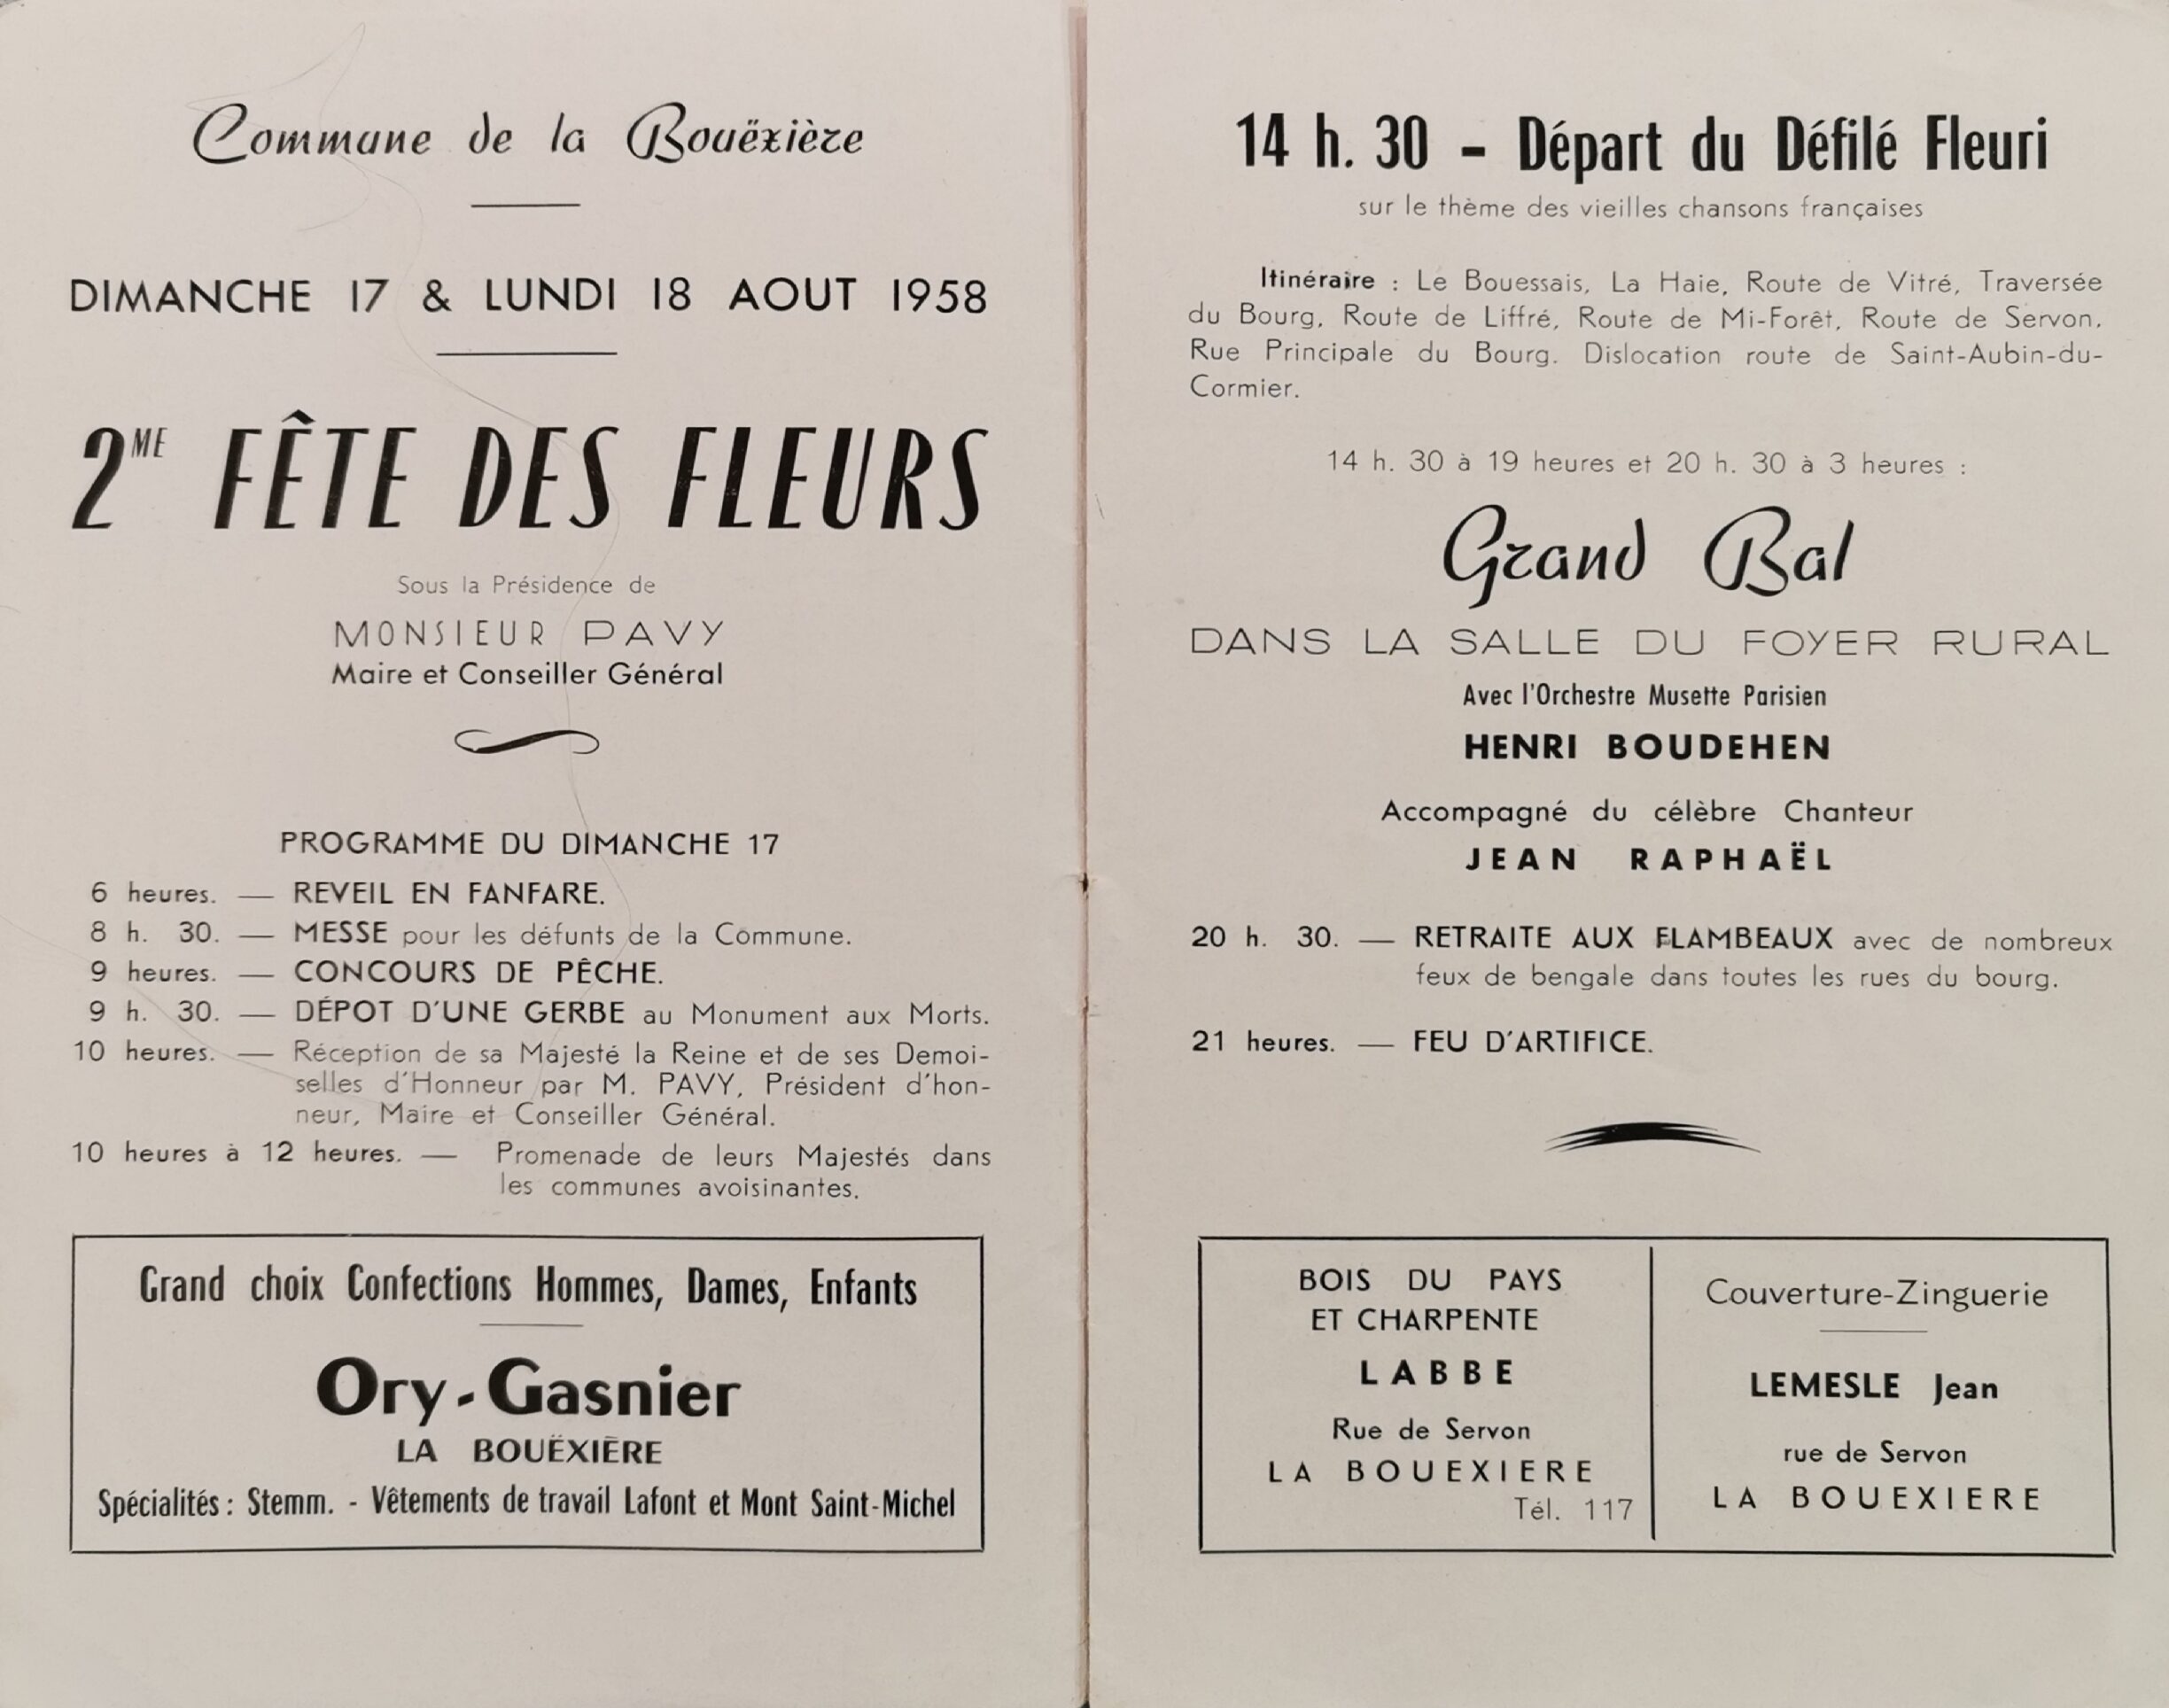 Commune de la Bouëxière
DIMANCHE 17 & LUNDI 18 AOUT 1958
2ME FÊTE DES FLEURS
Sous la Présidence de
MONSIEUR PAVY
Maire et Conseiller Général
PROGRAMME DU DIMANCHE 17
6 heures. — REVEIL EN FANFARE.
8 h. 30. — MESSE pour les défunts de la Commune.
9 heures. — CONCOURS DE PÊCHE.
9 h. 30. — DÉPOT D'UNE GERBE au Monument aux Morts.
10 heures. — Réception de sa Majesté la Reine et de ses Demoi-
selles d'Honneur par M. PAVY, Président d'hon-
neur, Maire et Conseiller Général.
10 heures à 12 heures. — Promenade de leurs Majestés dans
les communes avoisinantes.
Grand choix Confections Hommes, Dames, Enfants
Ory-Gasnier
LA BOUËXIÈRE
Spécialités : Stemm. - Vêtements de travail Lafont et Mont Saint-Michel
14 h. 30 - Départ du Défilé Fleuri
sur le thème des vieilles chansons françaises
Itinéraire : Le Bouessais, La Haie, Route de Vitré, Traversée
du Bourg, Route de Liffré, Route de Mi-Forêt, Route de Servon,
Rue Principale du Bourg. Dislocation route de Saint-Aubin-du-
Cormier.
14 h. 30 à 19 heures et 20 h. 30 à 3 heures :
Grand Bal
DANS LA SALLE DU FOYER RURAL
Avec l'Orchestre Musette Parisien
HENRI BOUDEHEN
Accompagné du célèbre Chanteur
JEAN RAPHAËL
20 h. 30. — RETRAITE AUX FLAMBEAUX avec de nombreux
feux de bengale dans toutes les rues du bourg.
21 heures. — FEU D'ARTIFICE.
BOIS DU PAYS
ET CHARPENTE
LABBE
Rue de Servon
LA BOUEXIERE
Tél. 117
Couverture-Zinguerie
LEMESLE Jean
rue de Servon
LA BOUEXIERE